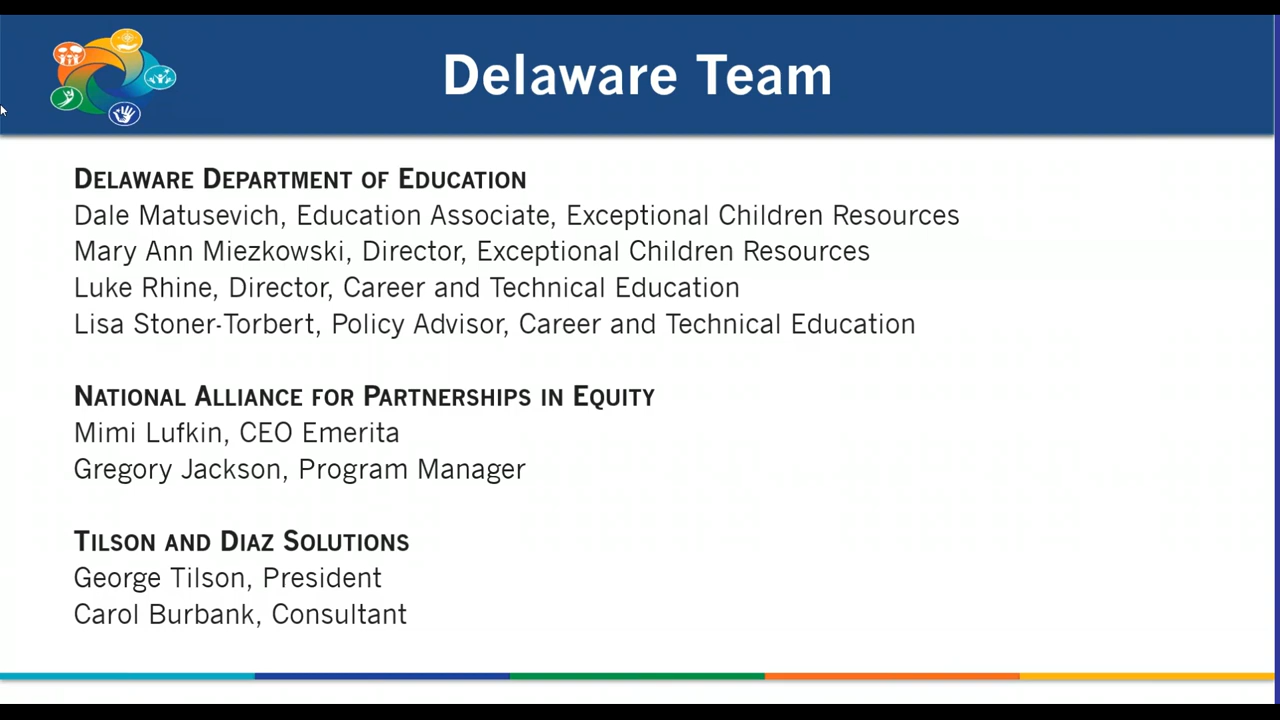 Delaware Team
DELAWARE DEPARTMENT OF EDUCATION
Dale Matusevich, Education Associate, Exceptional Children Resources
Mary Ann Miezkowski, Director, Exceptional Children Resources
Luke Rhine, Director, Career and Technical Education
Lisa Stoner-Torbert, Policy Advisor, Career and Technical Education
NATIONAL ALLIANCE FOR PARTNERSHIPS IN EQUITY
Mimi Lufkin, CEO Emerita
Gregory Jackson, Program Manager
TILSON AND DIAZ SOLUTIONS
George Tilson, President
Carol Burbank, Consultant